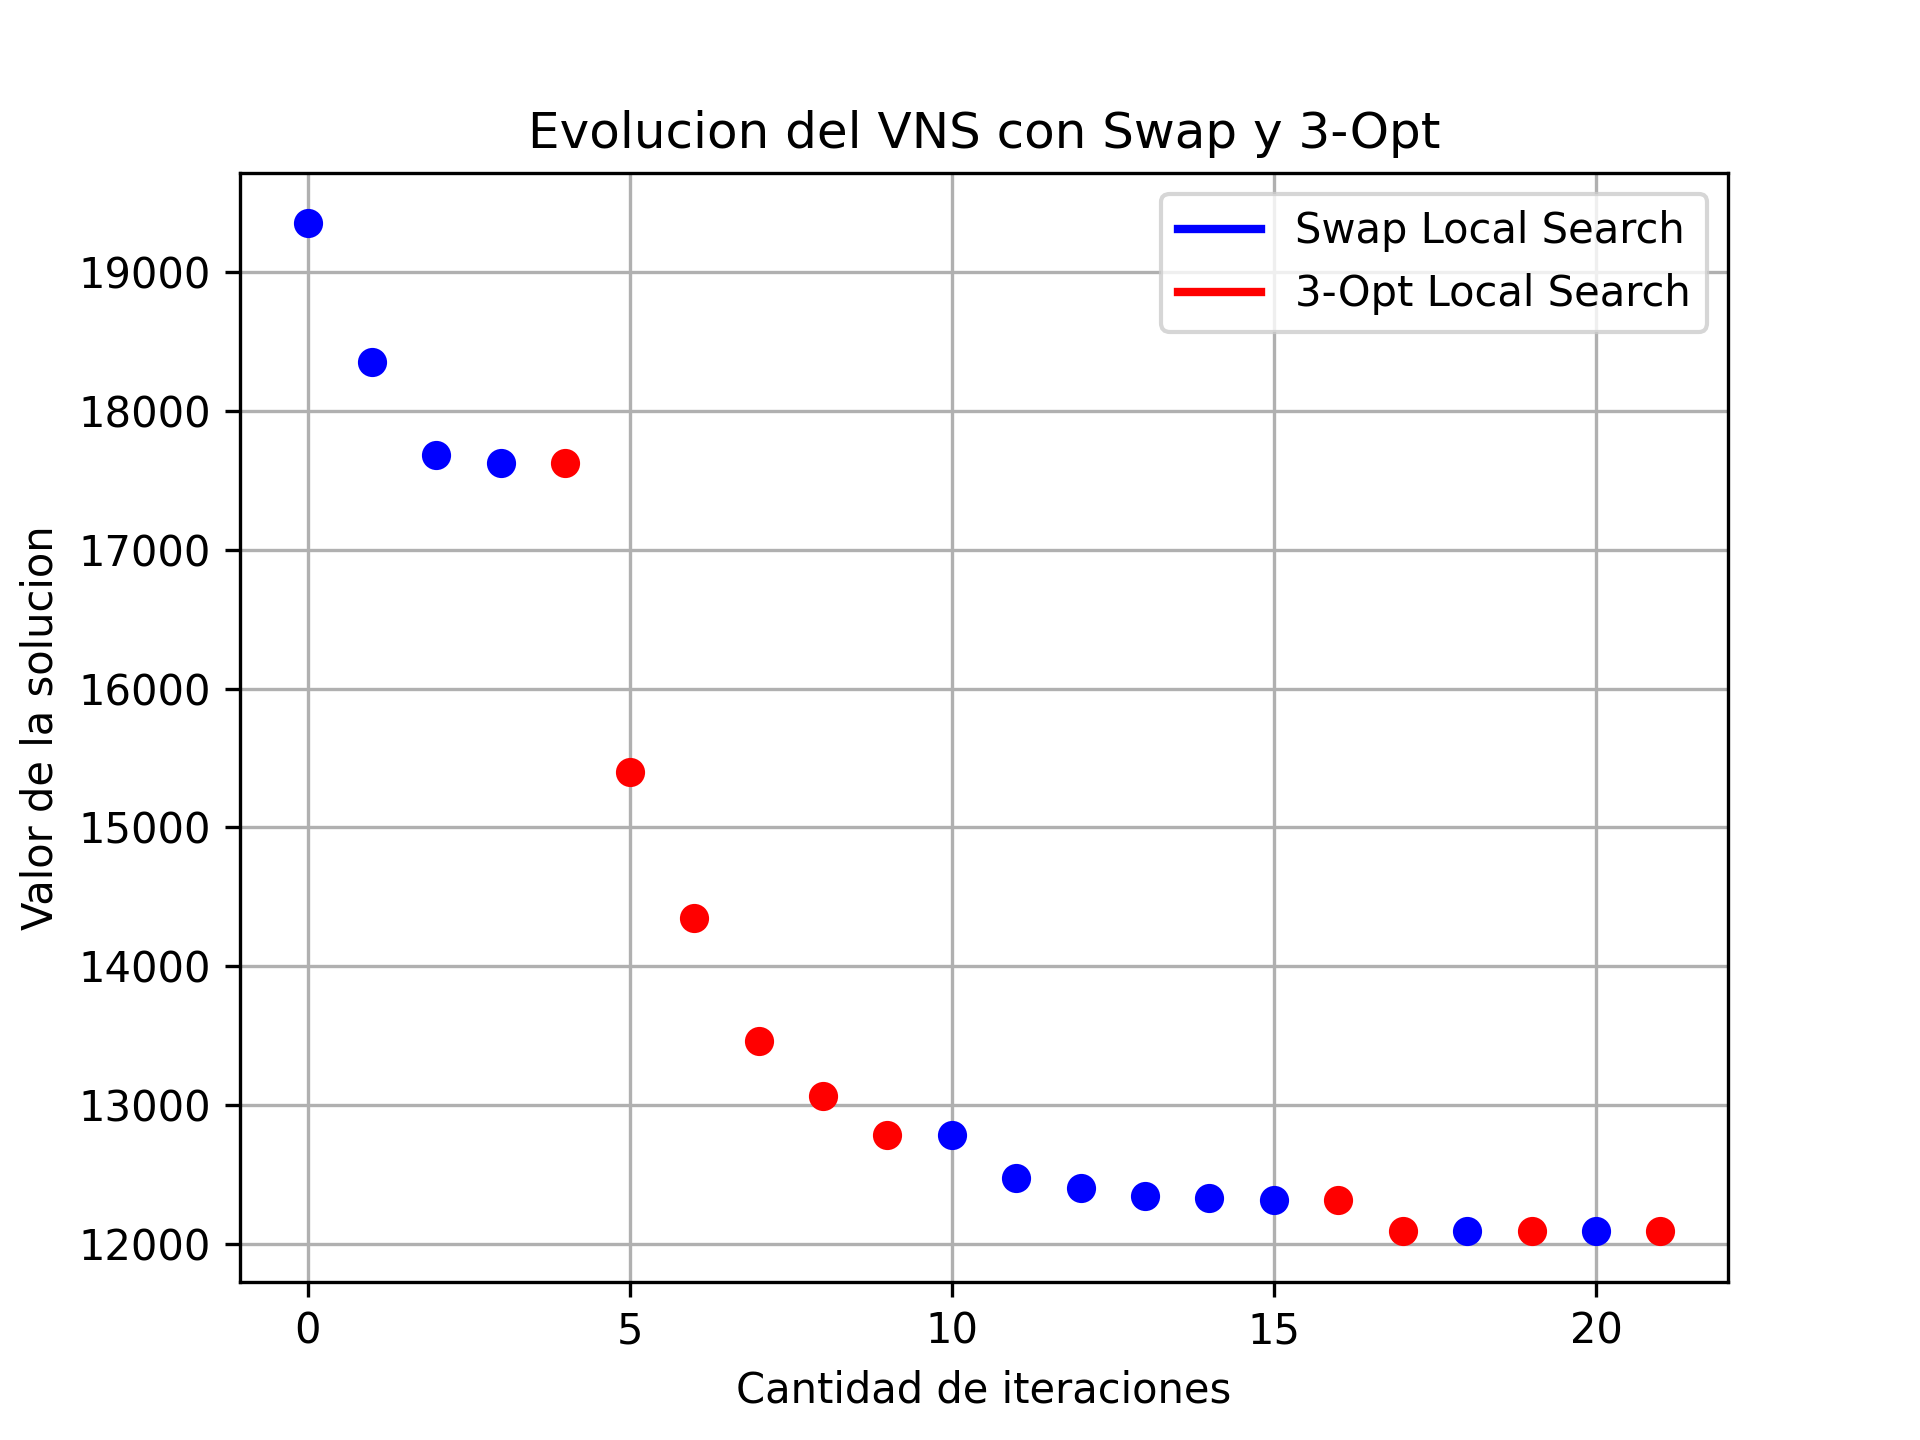 Evolucion del VNS con Swap y 3-Opt
Swap Local Search
3-Opt Local Search
Valor de la solucion
19000
18000
17000
16000
15000
14000
13000
12000
0 5 10 15 20
Cantidad de iteraciones